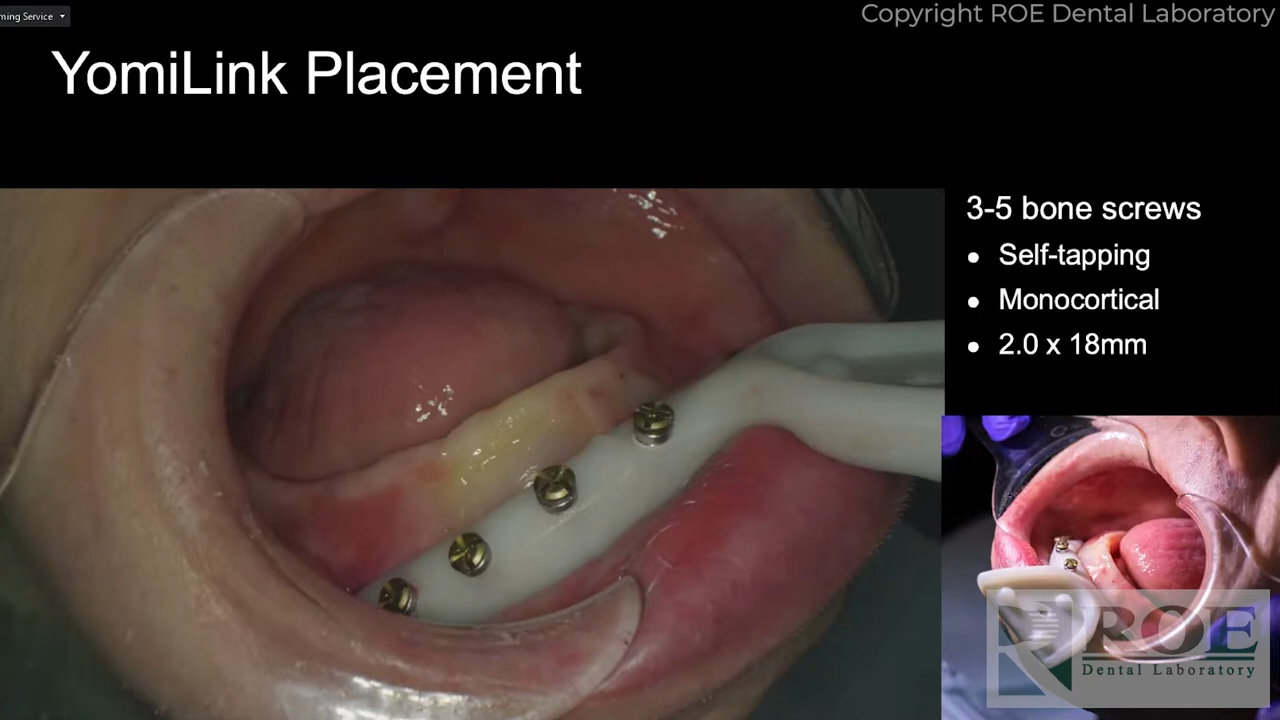 ming Service
Copyright ROE Dental Laboratory
YomiLink Placement
3-5 bone screws
• Self-tapping
• Monocortical
• 2.0 x 18mm
ROE
Dental Laboratory